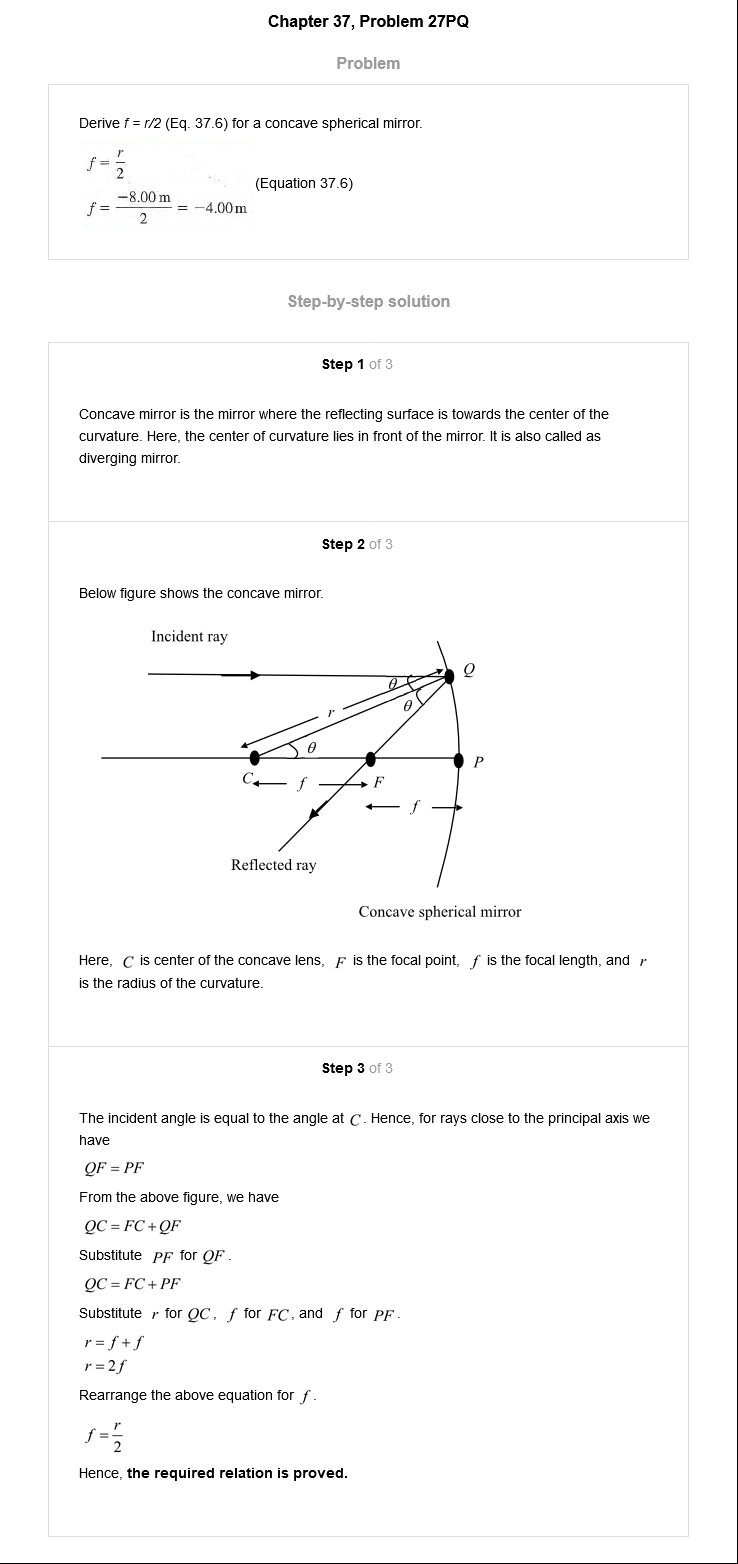 Chapter 37, Problem 27PQ
Problem
Derive f = r/2 (Eq. 37.6) for a concave spherical mirror.
f = r/2
(Equation 37.6)
f = −8.00 m/2 = −4.00 m
Step-by-step solution
Step 1 of 3
Concave mirror is the mirror where the reflecting surface is towards the center of the
curvature. Here, the center of curvature lies in front of the mirror. It is also called as
diverging mirror.
Step 2 of 3
Below figure shows the concave mirror.
Incident ray
Q
θ
θ
r
θ
P
C
f
F
f
Reflected ray
Concave spherical mirror
Here, C is center of the concave lens, F is the focal point, f is the focal length, and r
is the radius of the curvature.
Step 3 of 3
The incident angle is equal to the angle at C. Hence, for rays close to the principal axis we
have
QF = PF
From the above figure, we have
QC = FC + QF
Substitute PF for QF.
QC = FC + PF
Substitute r for QC, f for FC, and f for PF.
r = f + f
r = 2f
Rearrange the above equation for f.
f = r/2
Hence, the required relation is proved.